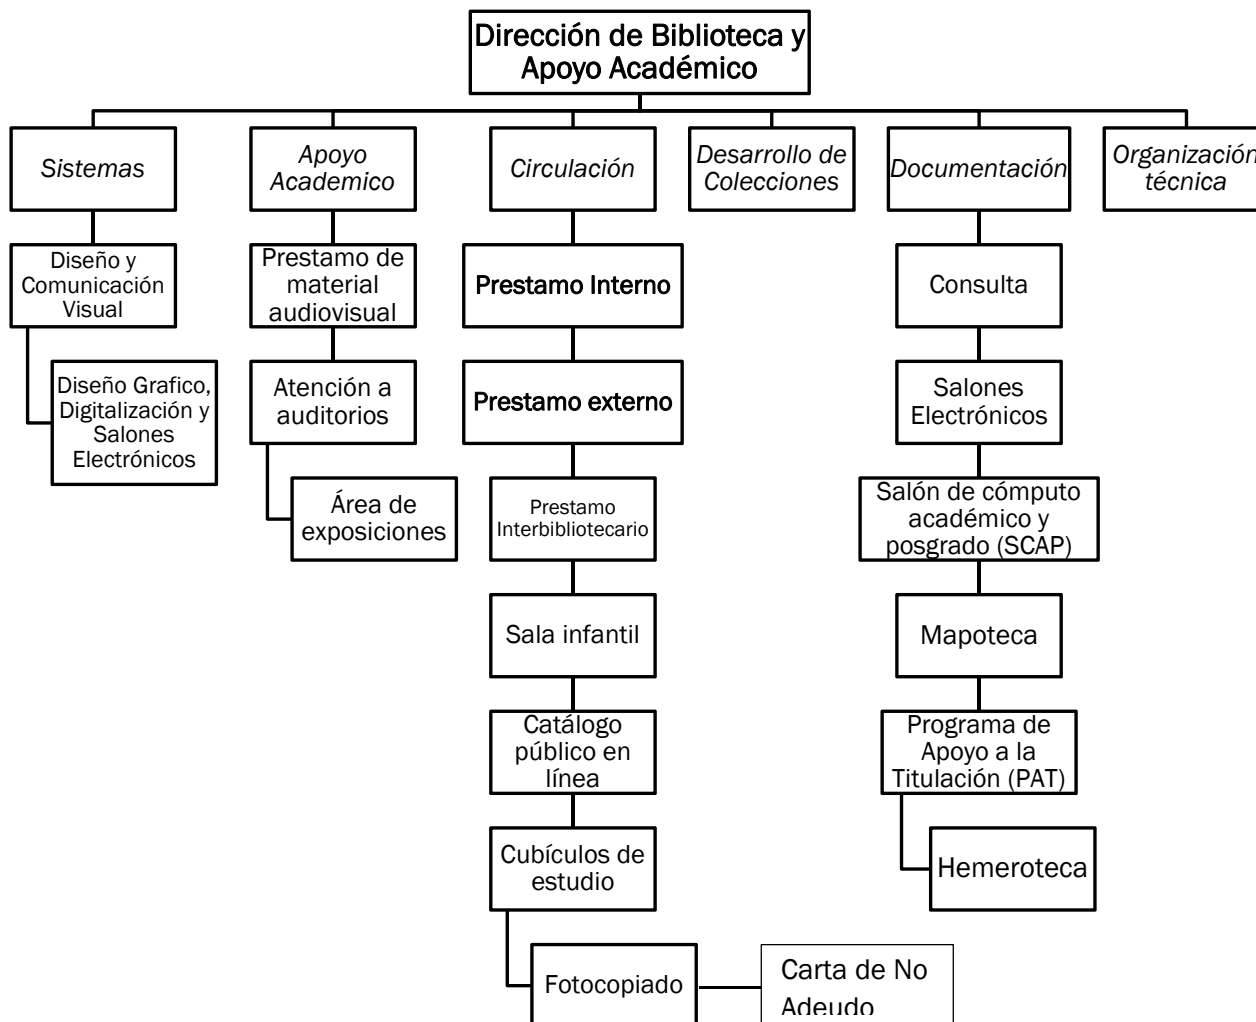 Dirección de Biblioteca y
Apoyo Académico
Sistemas
Apoyo
Academico
Circulación
Desarrollo de
Colecciones
Documentación
Organización
técnica
Diseño y
Comunicación
Visual
Prestamo de
material
audiovisual
Prestamo Interno
Consulta
Diseño Grafico,
Digitalización y
Salones
Electrónicos
Atención a
auditorios
Prestamo externo
Salones
Electrónicos
Área de
exposiciones
Prestamo
Interbibliotecario
Salón de cómputo
académico y
posgrado (SCAP)
Sala infantil
Mapoteca
Catálogo
público en
línea
Programa de
Apoyo a la
Titulación (PAT)
Cubículos de
estudio
Hemeroteca
Fotocopiado
Carta de No
Adeudo